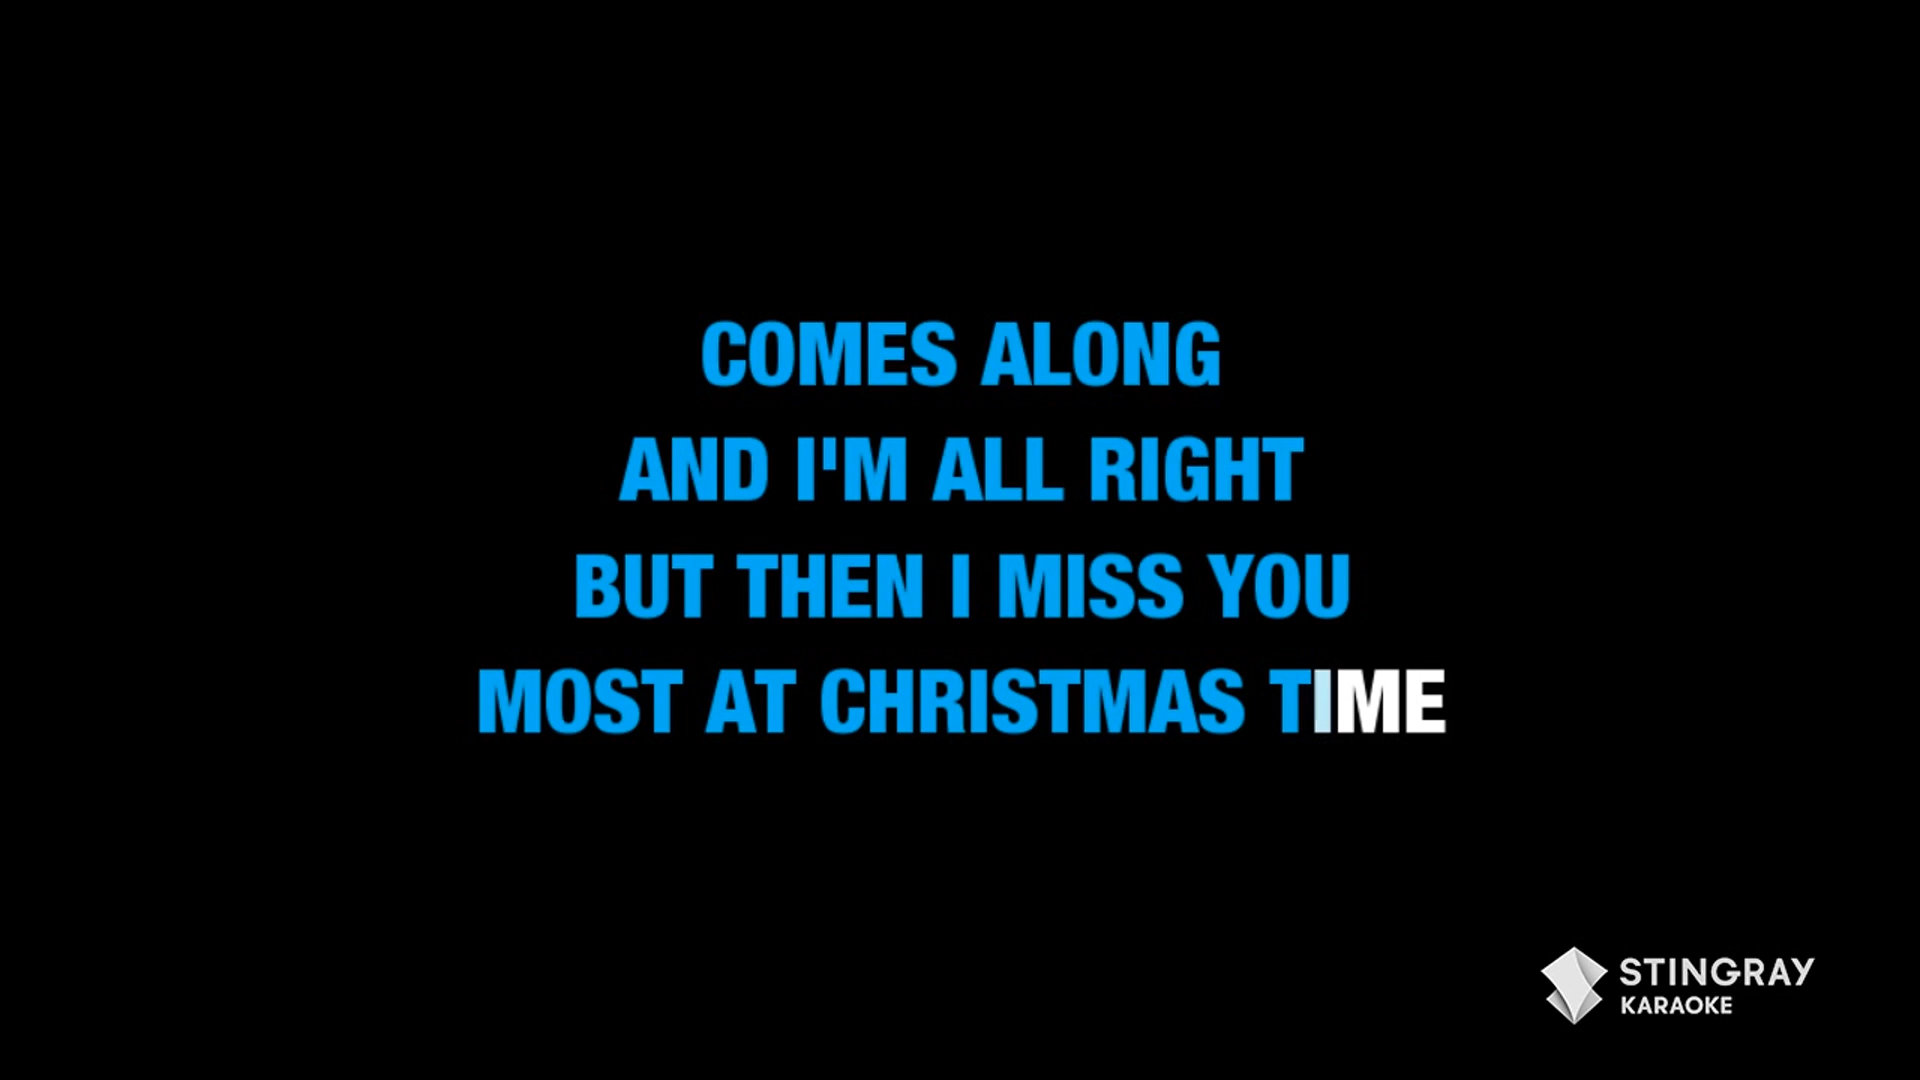 COMES ALONG
AND I'M ALL RIGHT
BUT THEN I MISS YOU
MOST AT CHRISTMAS TIME
STINGRAY
KARAOKE